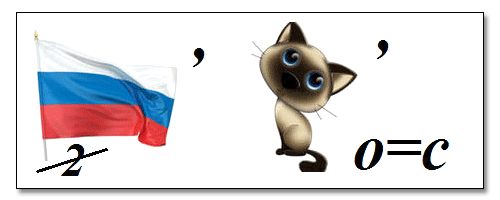 , ,
2 o=c